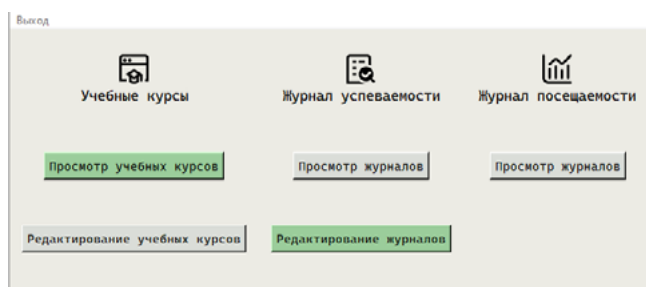 Выход
Учебные курсы
Журнал успеваемости
Журнал посещаемости
Просмотр учебных курсов
Просмотр журналов
Просмотр журналов
Редактирование учебных курсов
Редактирование журналов